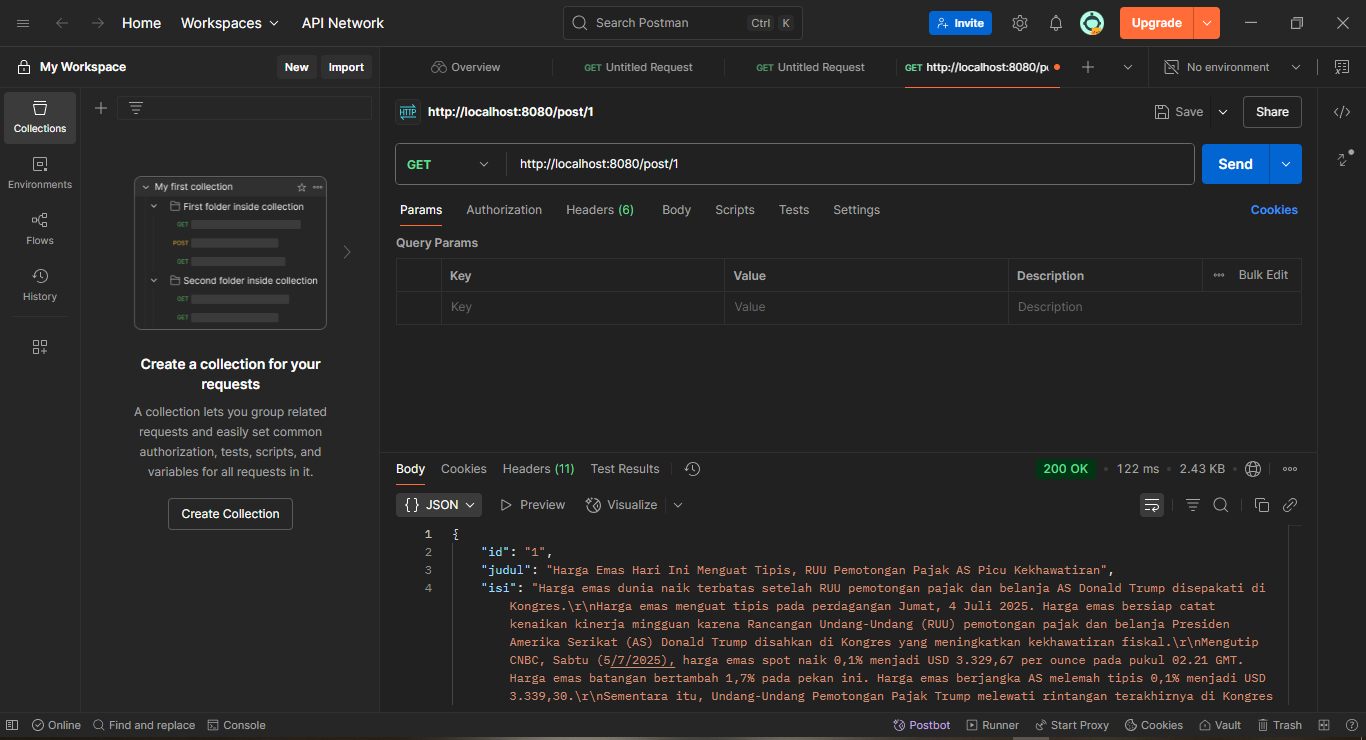 Home Workspaces API Network Search Postman Ctrl K Invite Upgrade
My Workspace New Import Overview GET Untitled Request GET Untitled Request GET http://localhost:8080/p No environment
Collections
Environments
Flows
History
My first collection
First folder inside collection
GET
POST
GET
Second folder inside collection
GET
GET
Create a collection for your
requests
A collection lets you group related
requests and easily set common
authorization, tests, scripts, and
variables for all requests in it.
Create Collection
HTTP http://localhost:8080/post/1 Save Share
GET http://localhost:8080/post/1 Send
Params Authorization Headers (6) Body Scripts Tests Settings Cookies
Query Params
Key Value Description Bulk Edit
Key Value Description
Body Cookies Headers (11) Test Results 200 OK • 122 ms • 2.43 KB
{} JSON Preview Visualize
1 {
2 "id": "1",
3 "judul": "Harga Emas Hari Ini Menguat Tipis, RUU Pemotongan Pajak AS Picu Kekhawatiran",
4 "isi": "Harga emas dunia naik terbatas setelah RUU pemotongan pajak dan belanja AS Donald Trump disepakati di
Kongres.\r\nHarga emas menguat tipis pada perdagangan Jumat, 4 Juli 2025. Harga emas bersiap catat
kenaikan kinerja mingguan karena Rancangan Undang-Undang (RUU) pemotongan pajak dan belanja Presiden
Amerika Serikat (AS) Donald Trump disahkan di Kongres yang meningkatkan kekhawatiran fiskal.\r\nMengutip
CNBC, Sabtu (5/7/2025), harga emas spot naik 0,1% menjadi USD 3.329,67 per ounce pada pukul 02.21 GMT.
Harga emas batangan bertambah 1,7% pada pekan ini. Harga emas berjangka AS melemah tipis 0,1% menjadi USD
3.339,30.\r\nSementara itu, Undang-Undang Pemotongan Pajak Trump melewati rintangan terakhirnya di Kongres
Online Find and replace Console Postbot Runner Start Proxy Cookies Vault Trash